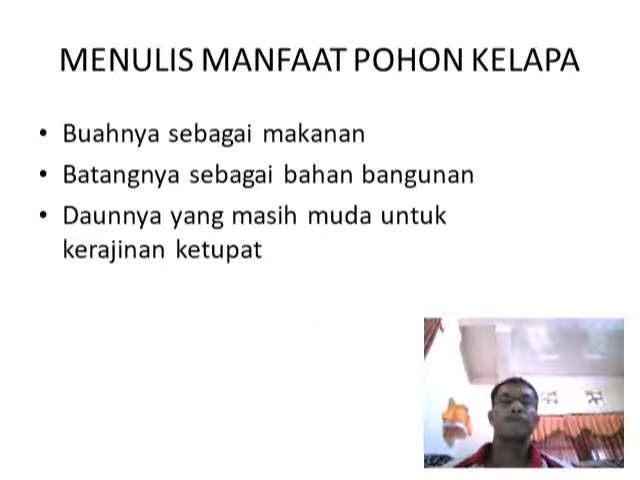 MENULIS MANFAAT POHON KELAPA
• Buahnya sebagai makanan
• Batangnya sebagai bahan bangunan
• Daunnya yang masih muda untuk
kerajinan ketupat